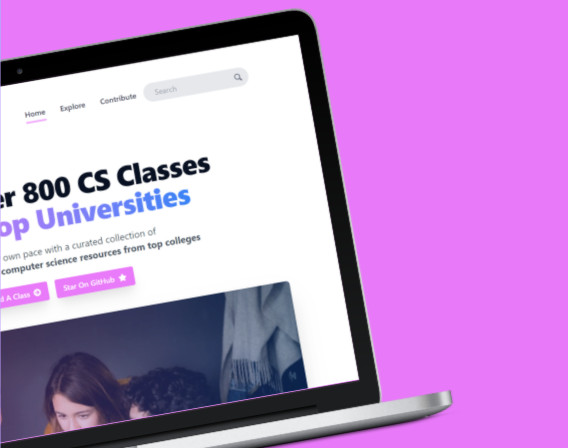 Home Explore Contribute Search
er 800 CS Classes
op Universities
own pace with a curated collection of
computer science resources from top colleges
A Class Star On GitHub